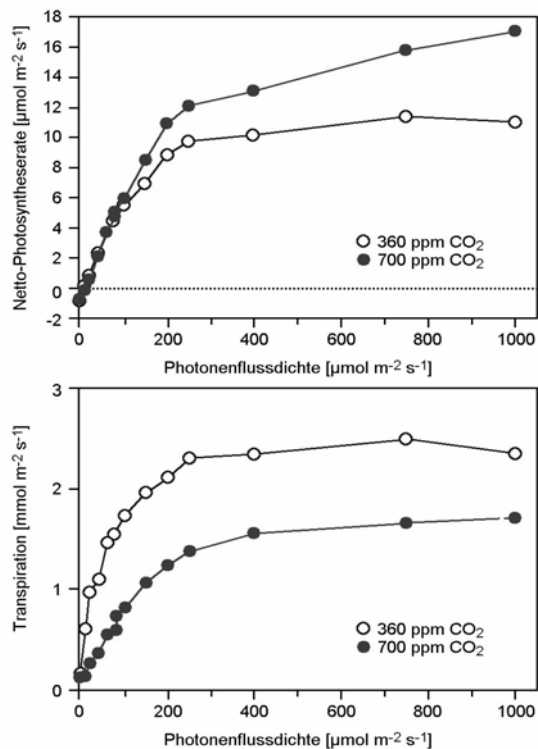 Netto-Photosyntheserate [µmol m-2 s-1]
18
16
14
12
10
8
6
4
2
0
-2
360 ppm CO2
700 ppm CO2
0 200 400 600 800 1000
Photonenflussdichte [µmol m-2 s-1]
Transpiration [mmol m-2 s-1]
3
2
1
0
360 ppm CO2
700 ppm CO2
0 200 400 600 800 1000
Photonenflussdichte [µmol m-2 s-1]